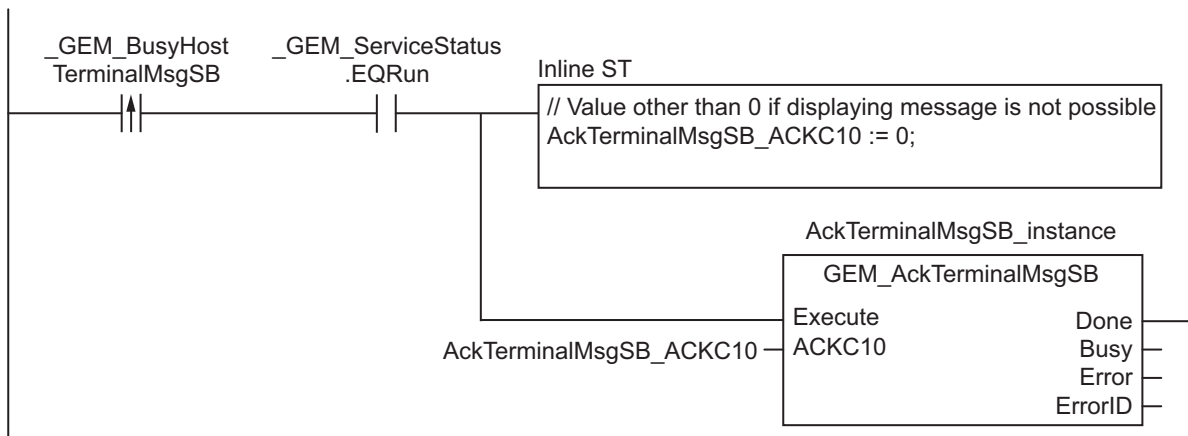 _GEM_BusyHost
TerminalMsgSB
_GEM_ServiceStatus
.EQRun
Inline ST
// Value other than 0 if displaying message is not possible
AckTerminalMsgSB_ACKC10 := 0;
AckTerminalMsgSB_instance
GEM_AckTerminalMsgSB
Execute
Done
AckTerminalMsgSB_ACKC10
ACKC10
Busy
Error
ErrorID